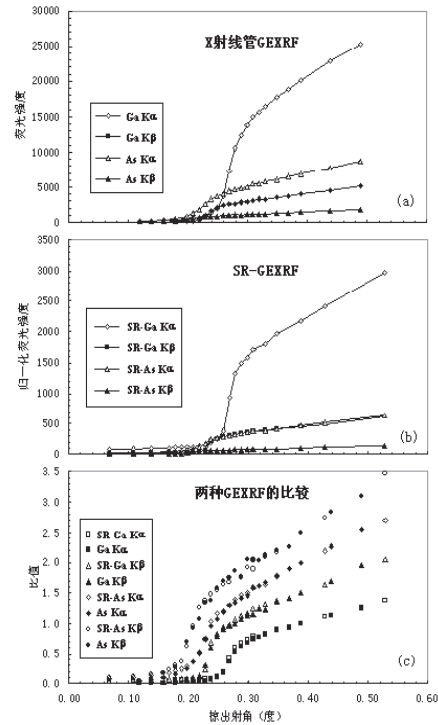 30000
X射线管GEXRF
25000
20000
荧光强度
15000
Ga Kα
Ga Kβ
As Kα
As Kβ
10000
5000
(a)
0
3500
SR-GEXRF
3000
2500
归一化荧光强度
2000
SR-Ga Kα
SR-Ga Kβ
SR-As Kα
SR-As Kβ
1500
1000
500
(b)
0
3.5
两种GEXRF的比较
3.0
SR Ga Kα
Ga Kα
SR-Ga Kβ
Ga Kβ
SR-As Kα
As Kα
SR-As Kβ
As Kβ
2.5
2.0
比值
1.5
1.0
0.5
(c)
0.0
0.00 0.10 0.20 0.30 0.40 0.50 0.60
掠出射角（度）